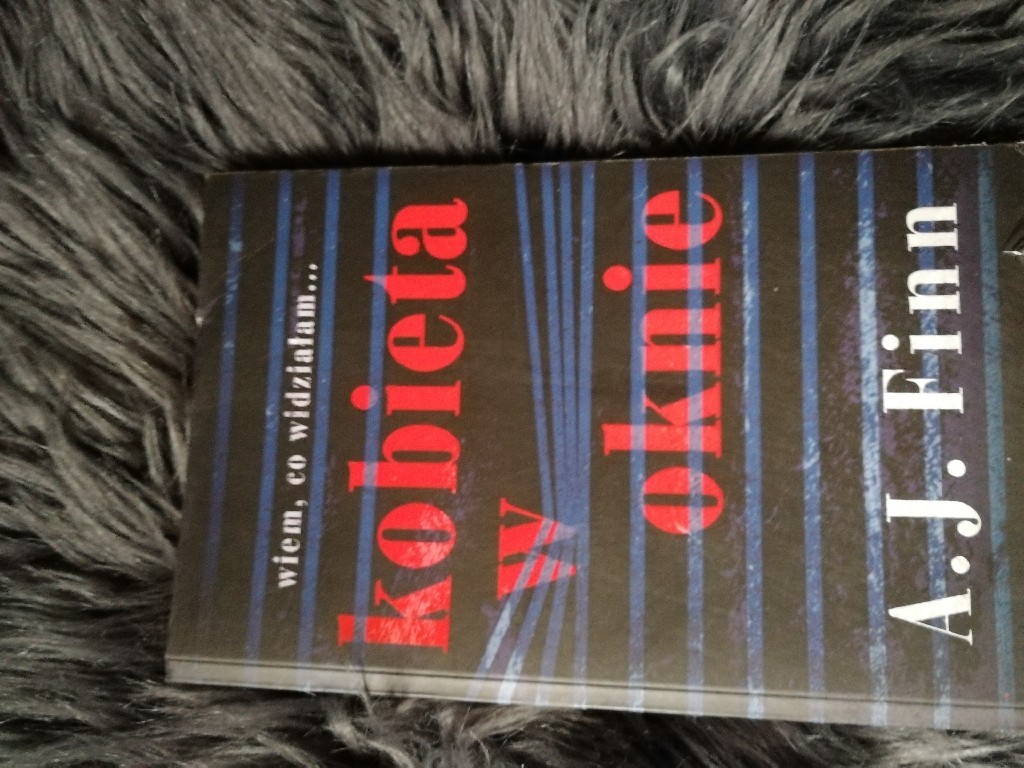 wiem, co widziałam...
kobieta
w
oknie
A.J. Finn